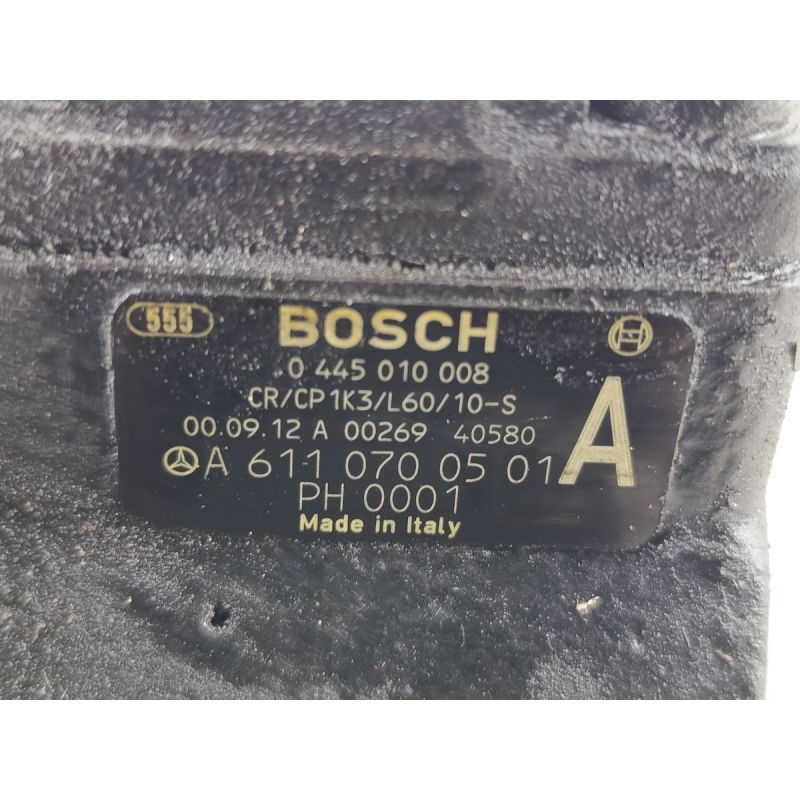 555 BOSCH
0 445 010 008
CR/CP1K3/L60/10-S
00.09.12 A 00269 40580
A 611 070 05 01 A
PH 0001
Made in Italy